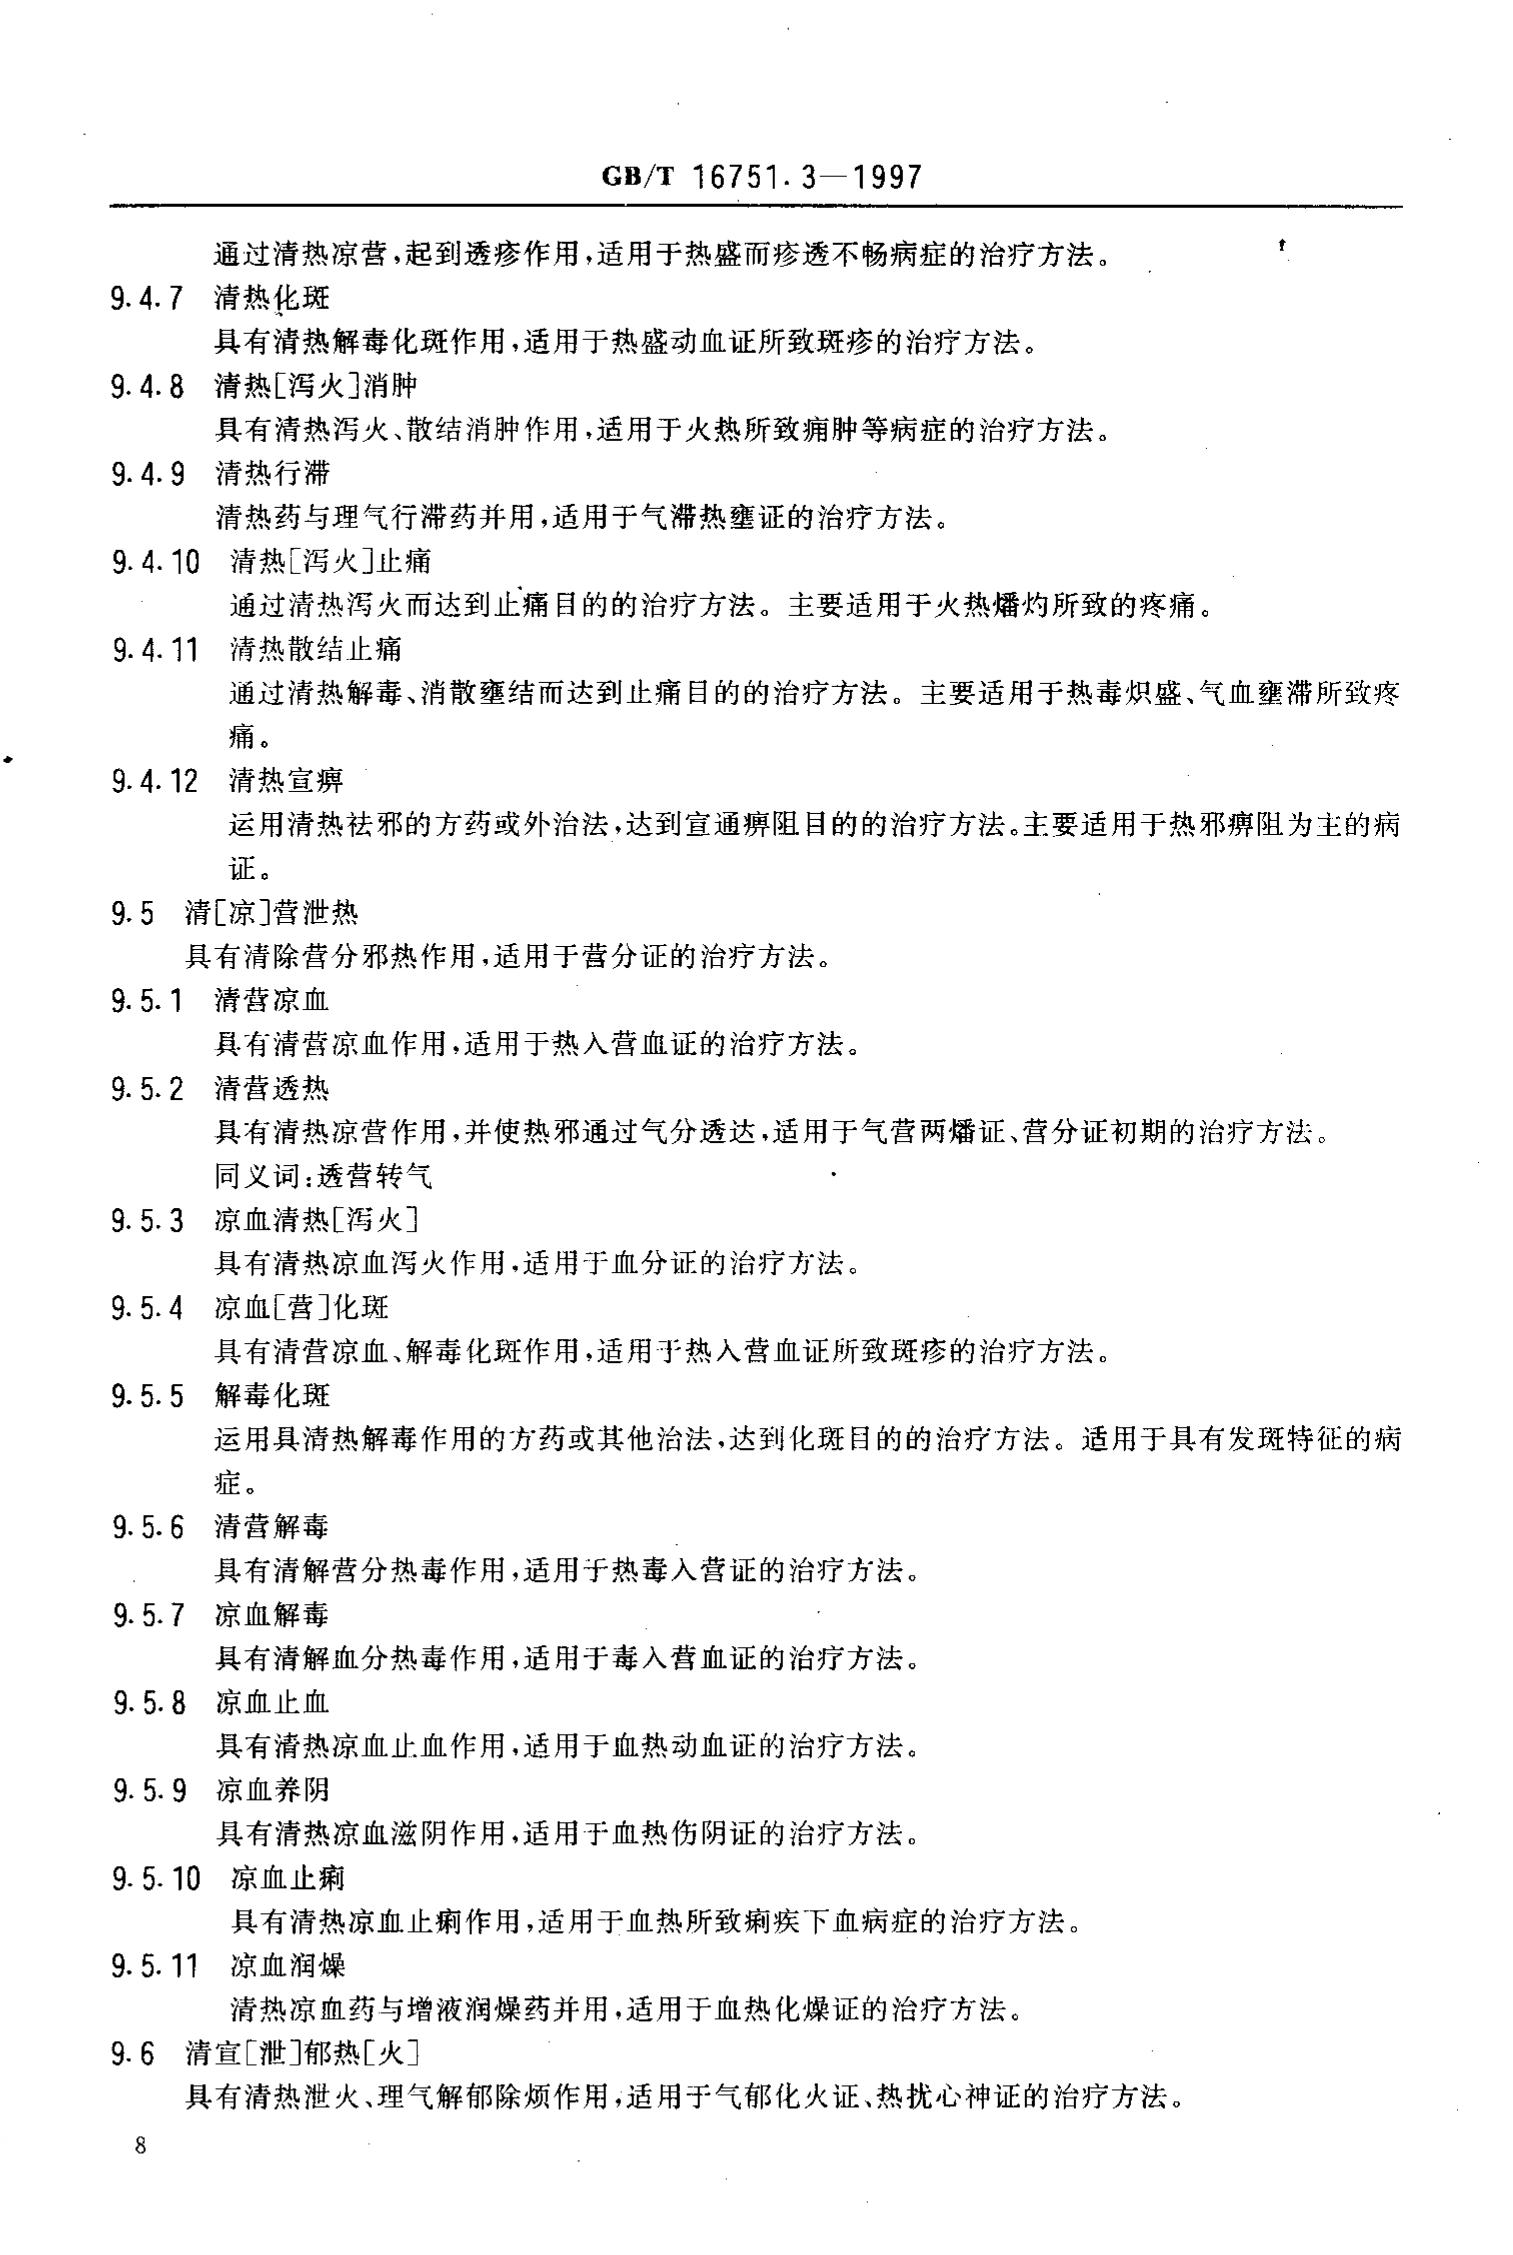 GB/T 16751.3—1997
通过清热凉营,起到透疹作用,适用于热盛而疹透不畅病症的治疗方法。
9.4.7 清热化斑
具有清热解毒化斑作用,适用于热盛动血证所致斑疹的治疗方法。
9.4.8 清热[泻火]消肿
具有清热泻火、散结消肿作用,适用于火热所致痈肿等病症的治疗方法。
9.4.9 清热行滞
清热药与理气行滞药并用,适用于气滞热壅证的治疗方法。
9.4.10 清热[泻火]止痛
通过清热泻火而达到止痛目的的治疗方法。主要适用于火热燔灼所致的疼痛。
9.4.11 清热散结止痛
通过清热解毒、消散壅结而达到止痛目的的治疗方法。主要适用于热毒炽盛、气血壅滞所致疼
痛。
9.4.12 清热宣痹
运用清热祛邪的方药或外治法,达到宣通痹阻目的的治疗方法。主要适用于热邪痹阻为主的病
证。
9.5 清[凉]营泄热
具有清除营分邪热作用,适用于营分证的治疗方法。
9.5.1 清营凉血
具有清营凉血作用,适用于热入营血证的治疗方法。
9.5.2 清营透热
具有清热凉营作用,并使热邪通过气分透达,适用于气营两燔证、营分证初期的治疗方法。
同义词:透营转气
9.5.3 凉血清热[泻火]
具有清热凉血泻火作用,适用于血分证的治疗方法。
9.5.4 凉血[营]化斑
具有清营凉血、解毒化斑作用,适用于热入营血证所致斑疹的治疗方法。
9.5.5 解毒化斑
运用具清热解毒作用的方药或其他治法,达到化斑目的的治疗方法。适用于具有发斑特征的病
症。
9.5.6 清营解毒
具有清解营分热毒作用,适用于热毒入营证的治疗方法。
9.5.7 凉血解毒
具有清解血分热毒作用,适用于毒入营血证的治疗方法。
9.5.8 凉血止血
具有清热凉血止血作用,适用于血热动血证的治疗方法。
9.5.9 凉血养阴
具有清热凉血滋阴作用,适用于血热伤阴证的治疗方法。
9.5.10 凉血止痢
具有清热凉血止痢作用,适用于血热所致痢疾下血病症的治疗方法。
9.5.11 凉血润燥
清热凉血药与增液润燥药并用,适用于血热化燥证的治疗方法。
9.6 清宣[泄]郁热[火]
具有清热泄火、理气解郁除烦作用,适用于气郁化火证、热扰心神证的治疗方法。
8